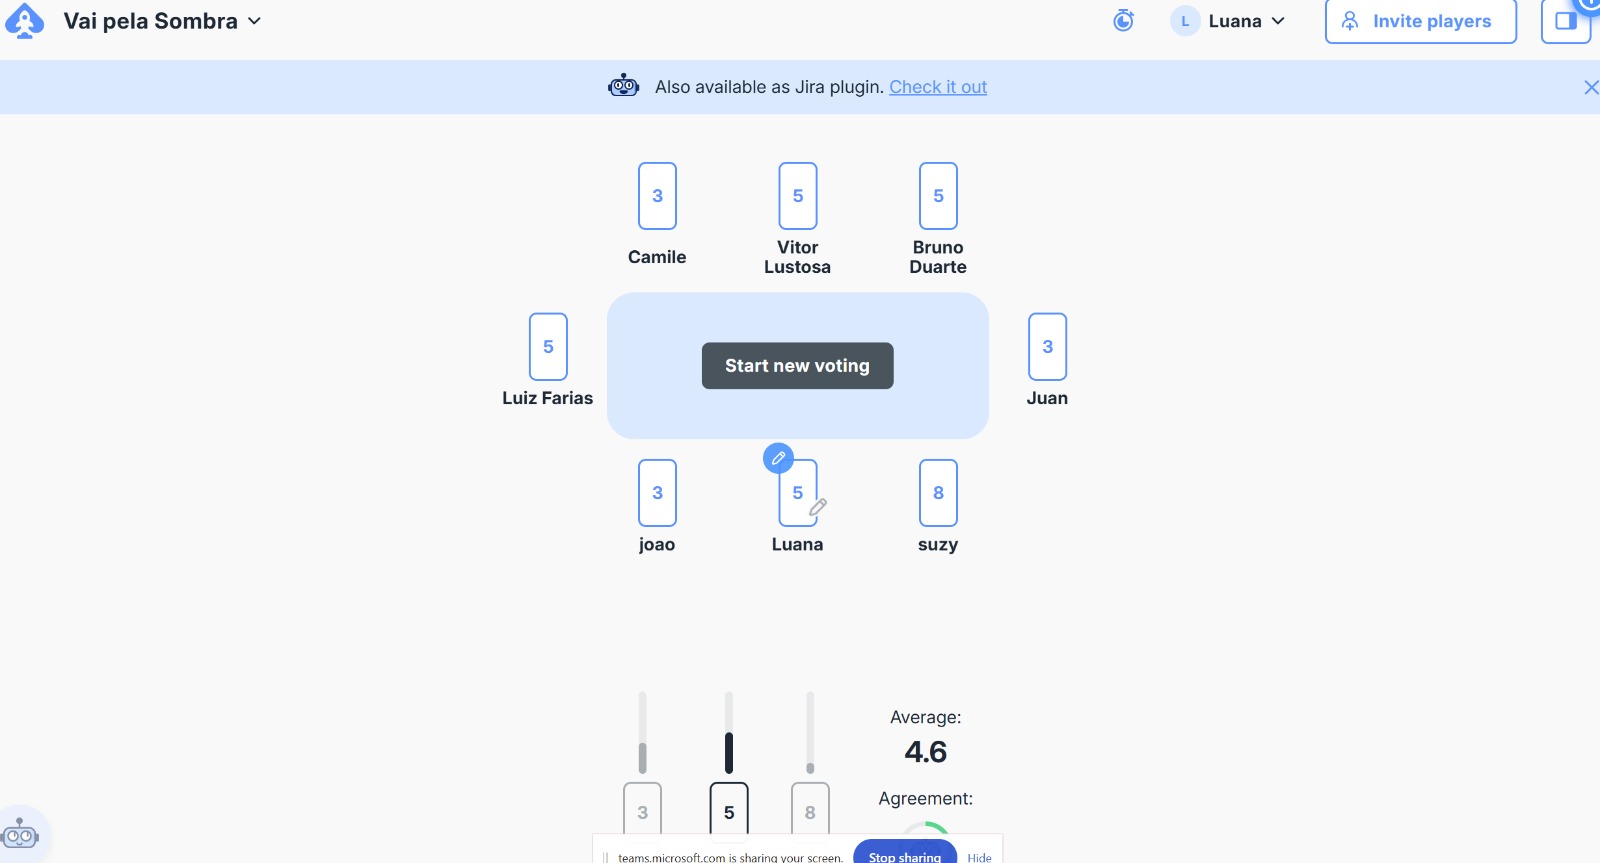 Vai pela Sombra
L Luana
Invite players
Also available as Jira plugin. Check it out
3 5 5
Camile
Vitor Lustosa
Bruno Duarte
5
Luiz Farias
Start new voting
3
Juan
3 5 8
joao Luana suzy
Average:
4.6
Agreement:
3 5 8
teams.microsoft.com is sharing your screen. Stop sharing Hide